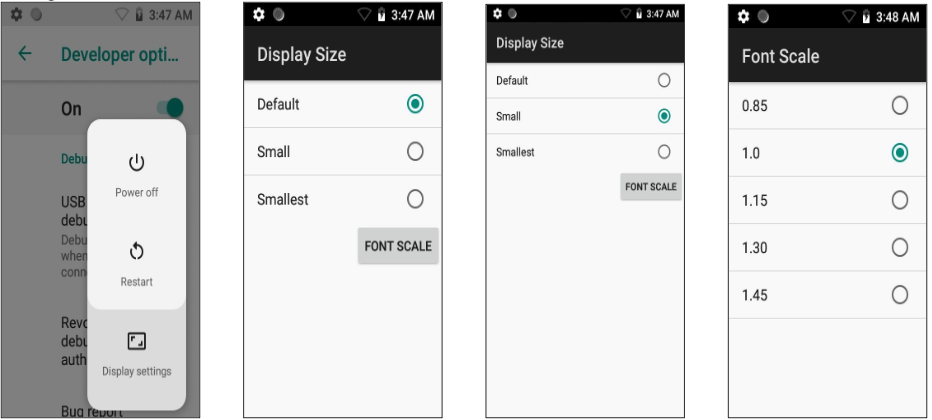 3:47 AM
Developer opti...
On
Debu
USB
debu
Debu
when
conn
Revo
debu
auth
Bug report
Power off
Restart
Display settings
3:47 AM
Display Size
Default
Small
Smallest
FONT SCALE
3:47 AM
Display Size
Default
Small
Smallest
FONT SCALE
3:48 AM
Font Scale
0.85
1.0
1.15
1.30
1.45